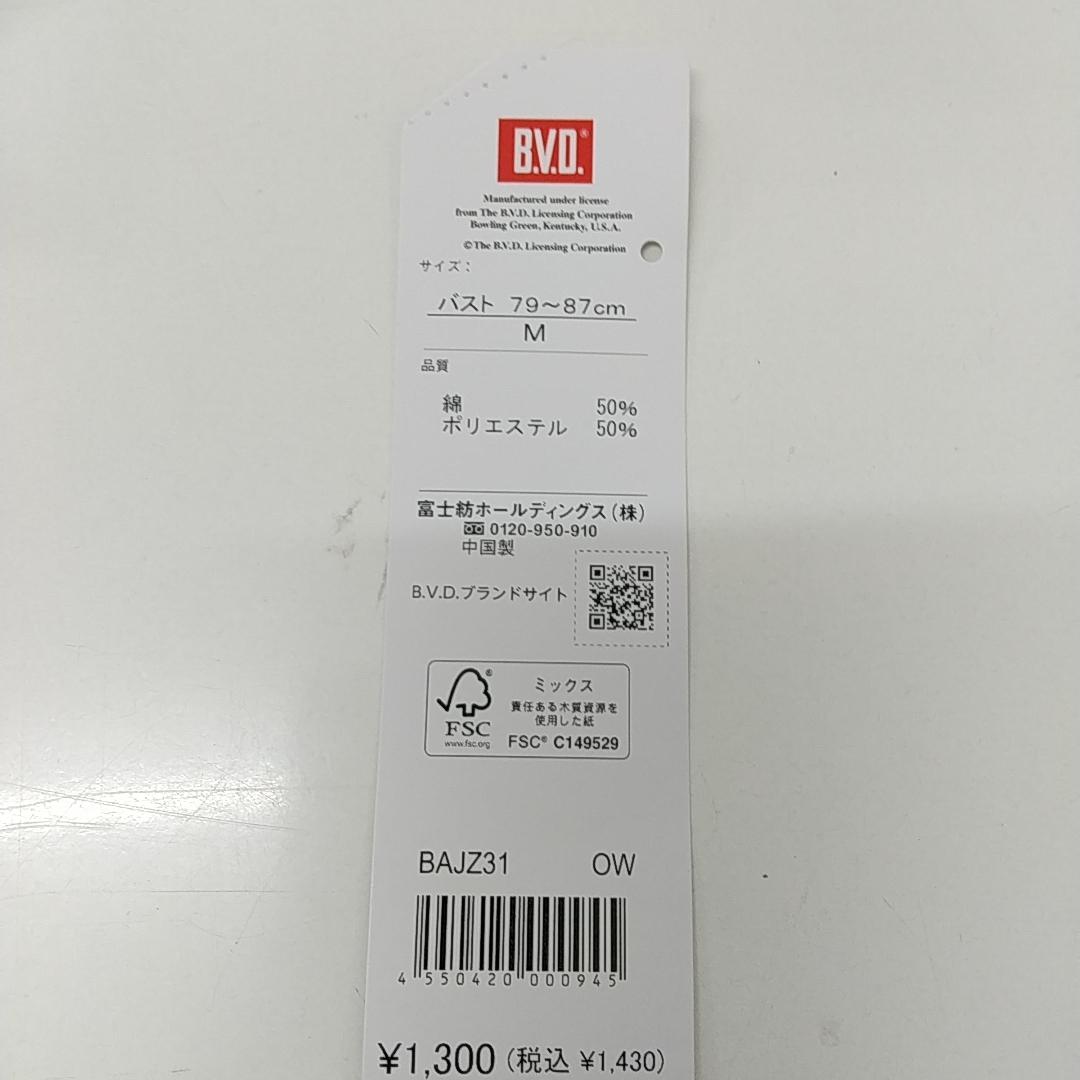 B.V.D.®
Manufactured under license
from The B.V.D. Licensing Corporation
Bowling Green, Kentucky, U.S.A.
©The B.V.D. Licensing Corporation
サイズ:
バスト 79～87cm
M
品質
綿 50%
ポリエステル 50%
富士紡ホールディングス(株)
0120-950-910
中国製
B.V.D.ブランドサイト
® ミックス
責任ある木質資源を
使用した紙
FSC
www.fsc.org
FSC® C149529
BAJZ31 OW
4 550420 000945
¥1,300 (税込 ¥1,430)